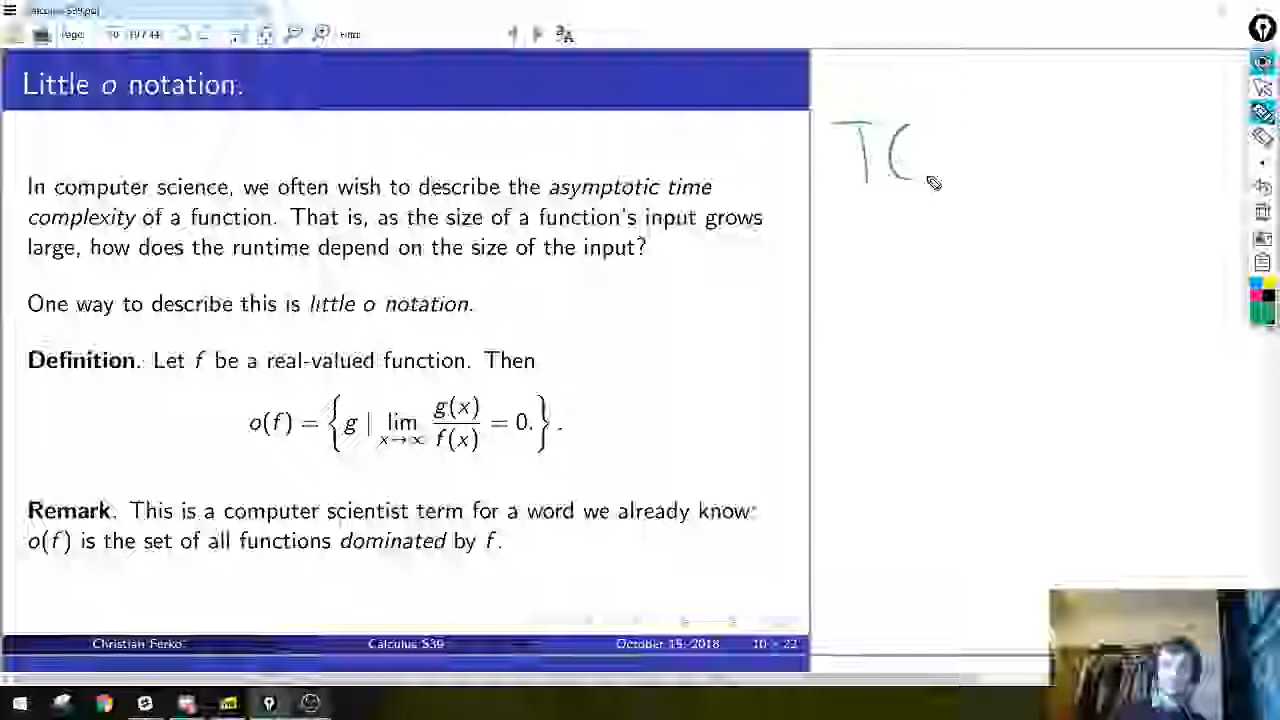 Little o notation.
T(
In computer science, we often wish to describe the asymptotic time
complexity of a function. That is, as the size of a function's input grows
large, how does the runtime depend on the size of the input?
One way to describe this is little o notation.
Definition. Let f be a real-valued function. Then
o(f) = { g | lim x→∞ g(x)/f(x) = 0. } .
Remark. This is a computer scientist term for a word we already know:
o(f) is the set of all functions dominated by f.
Christian Ferko Calculus S39 October 15, 2018 10 / 22